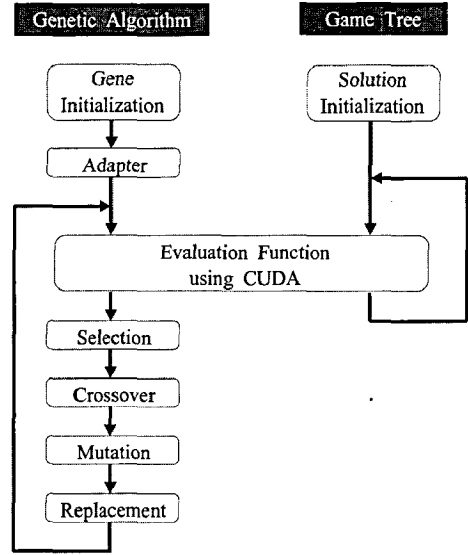 Genetic Algorithm
Game Tree
Gene
Initialization
Solution
Initialization
Adapter
Evaluation Function
using CUDA
Selection
Crossover
Mutation
Replacement